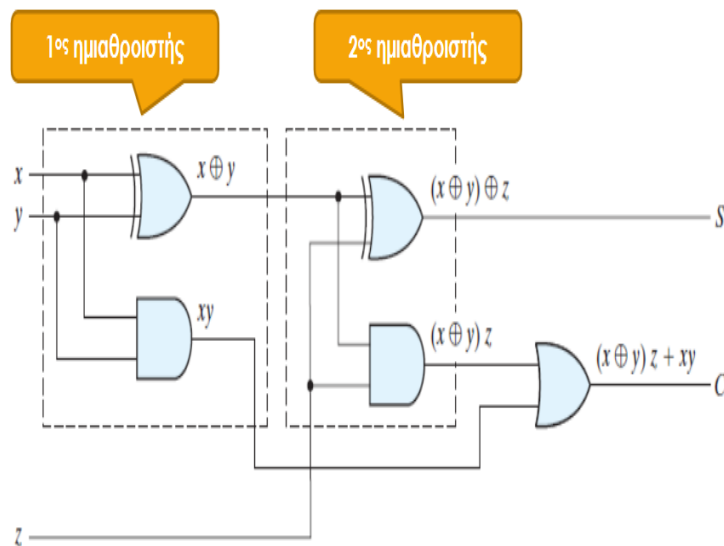 1ος ημιαθροιστής
2ος ημιαθροιστής
x
y
x ⊕ y
(x ⊕ y) ⊕ z
S
xy
(x ⊕ y) z
(x ⊕ y) z + xy
C
z